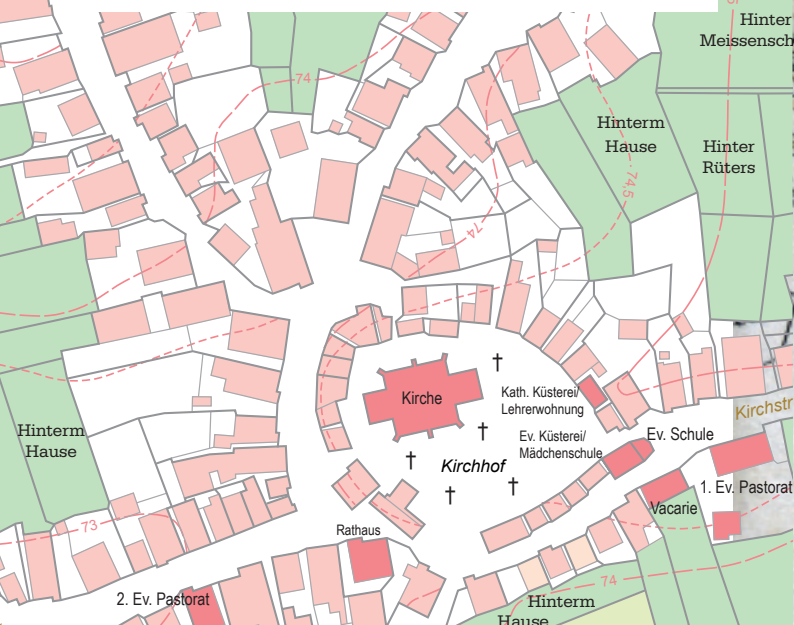 Hinter
Meissensch
74
Hinterm
Hause
Hinter
Rüters
74,5
74
Kirche
Kath. Küsterei/
Lehrerwohnung
Kirchstr
Ev. Küsterei/
Mädchenschule
Ev. Schule
Hinterm
Hause
Kirchhof
1. Ev. Pastorat
Vacarie
73
Rathaus
74
2. Ev. Pastorat
Hinterm
Hause